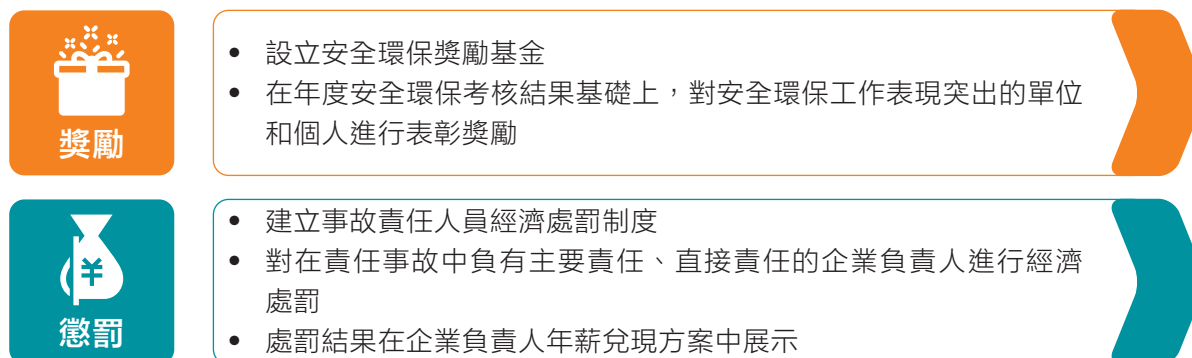 獎勵
• 設立安全環保獎勵基金
• 在年度安全環保考核結果基礎上，對安全環保工作表現突出的單位
和個人進行表彰獎勵
懲罰
• 建立事故責任人員經濟處罰制度
• 對在責任事故中負有主要責任、直接責任的企業負責人進行經濟
處罰
• 處罰結果在企業負責人年薪兌現方案中展示